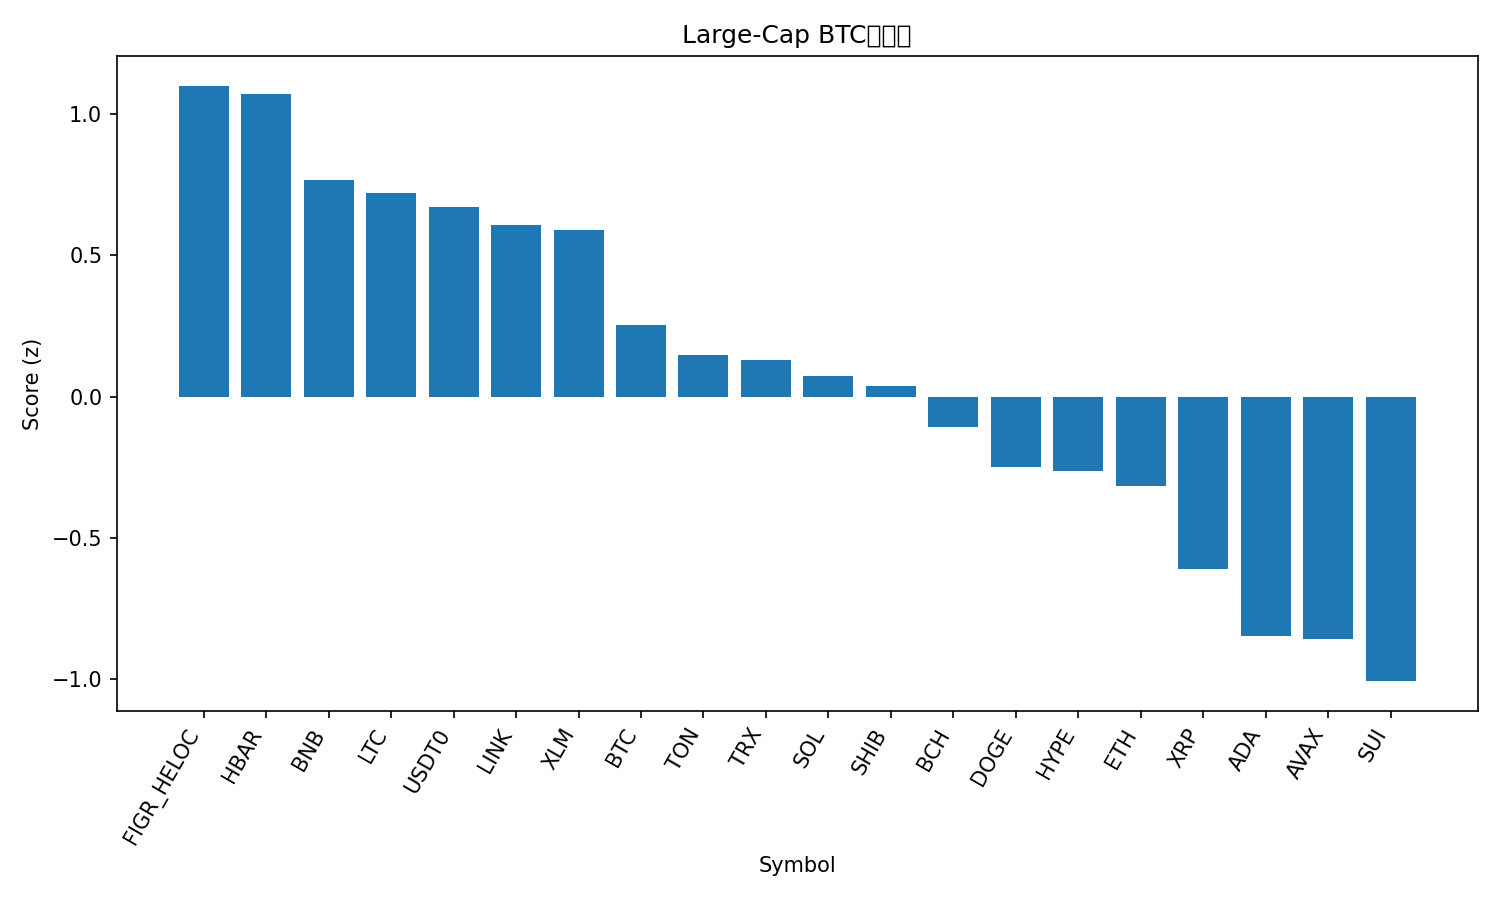 Large-Cap BTC
1.0
0.5
0.0
−0.5
−1.0
Score (z)
FIGR_HELOC
HBAR
BNB
LTC
USDT0
LINK
XLM
BTC
TON
TRX
SOL
SHIB
BCH
DOGE
HYPE
ETH
XRP
ADA
AVAX
SUI
Symbol